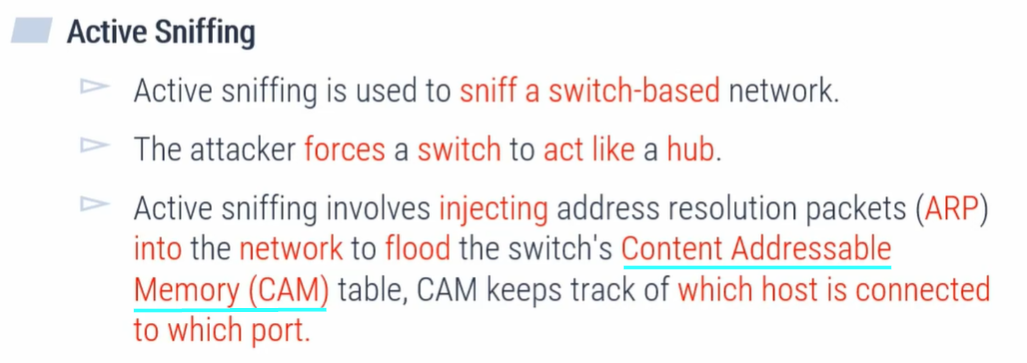 Active Sniffing
Active sniffing is used to sniff a switch-based network.
The attacker forces a switch to act like a hub.
Active sniffing involves injecting address resolution packets (ARP)
into the network to flood the switch's Content Addressable
Memory (CAM) table, CAM keeps track of which host is connected
to which port.